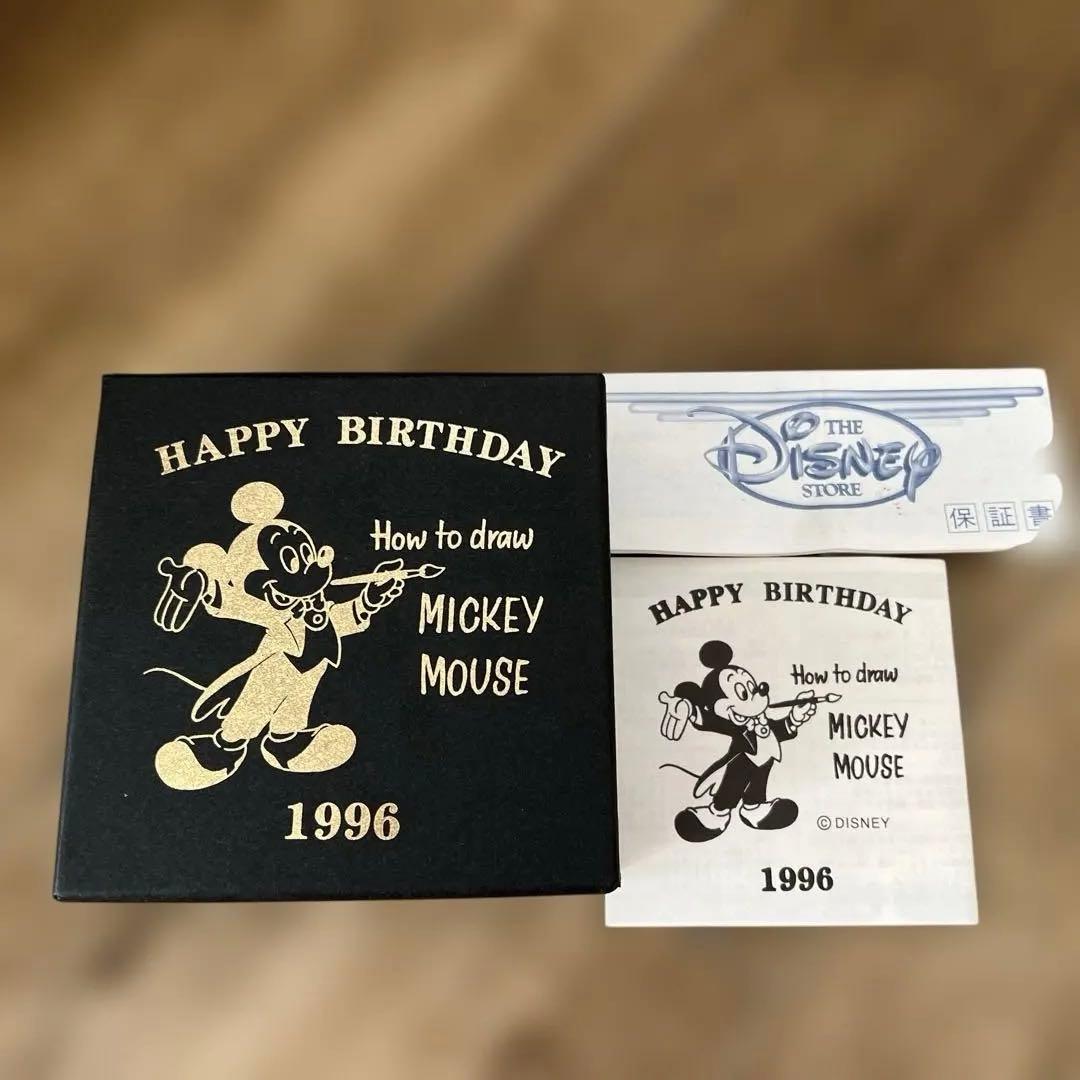 HAPPY BIRTHDAY
How to draw
MICKEY
MOUSE
1996
THE
DISNEY
STORE
保証書
HAPPY BIRTHDAY
How to draw
MICKEY
MOUSE
©DISNEY
1996